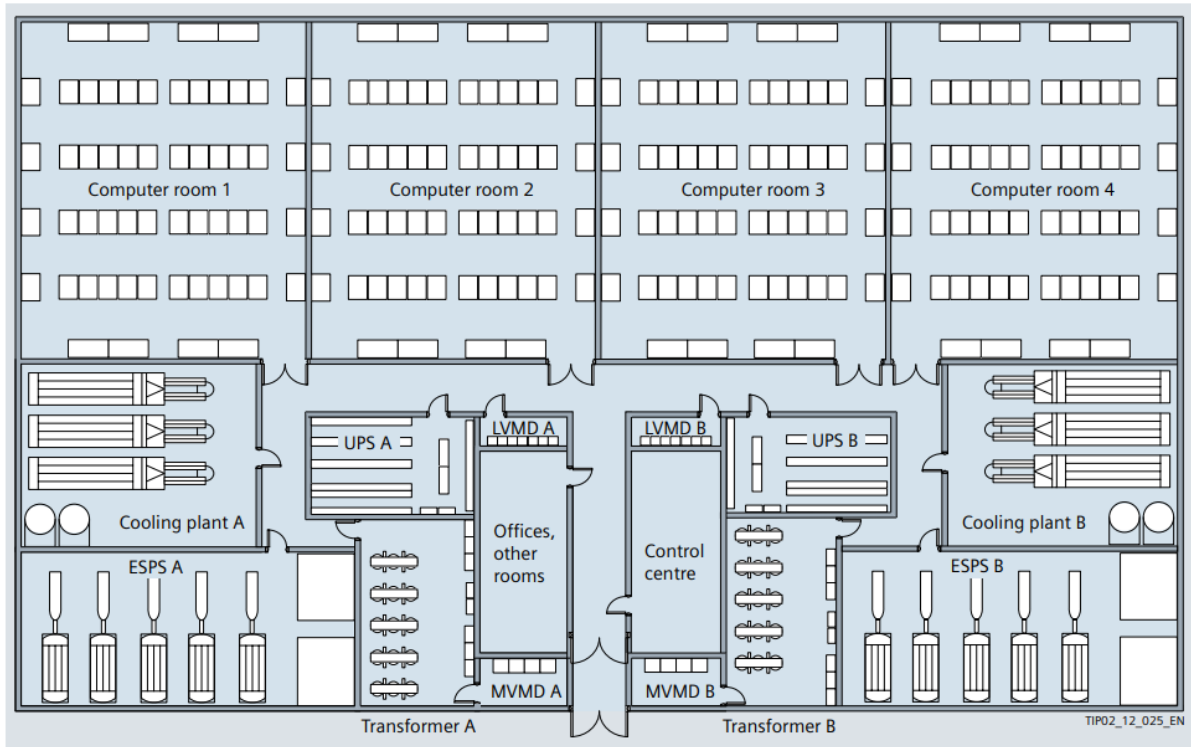 Computer room 1
Computer room 2
Computer room 3
Computer room 4
LVMD A
LVMD B
UPS A
UPS B
Cooling plant A
Offices,
other
rooms
Control
centre
Cooling plant B
ESPS A
ESPS B
MVMD A
MVMD B
Transformer A
Transformer B
TIP02_12_025_EN